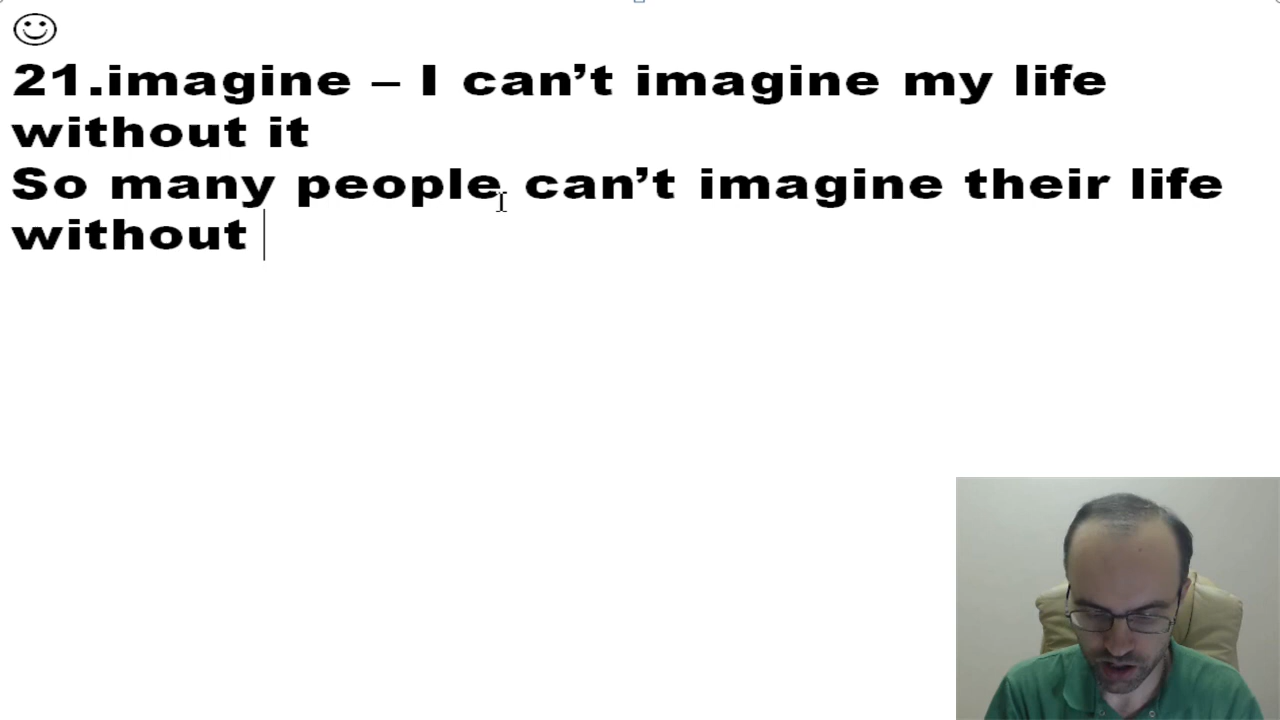 21.imagine – I can’t imagine my life
without it
So many people can’t imagine their life
without